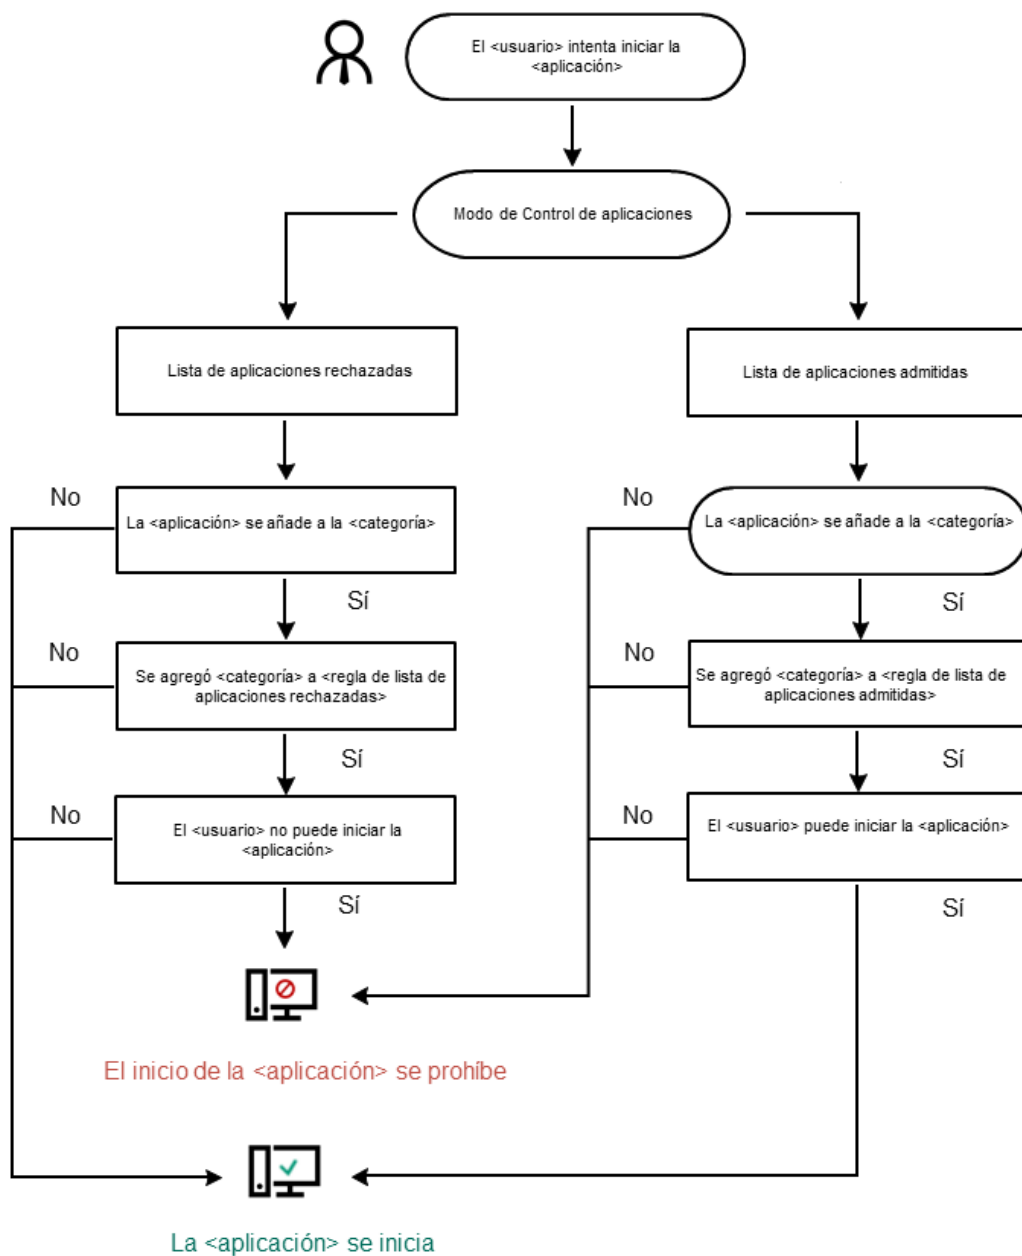 El <usuario> intenta iniciar la
<aplicación>
Modo de Control de aplicaciones
Lista de aplicaciones rechazadas
Lista de aplicaciones admitidas
No
La <aplicación> se añade a la <categoría>
No
La <aplicación> se añade a la <categoría>
Sí
Sí
No
Se agregó <categoría> a <regla de lista de
aplicaciones rechazadas>
No
Se agregó <categoría> a <regla de lista de
aplicaciones admitidas>
Sí
Sí
No
El <usuario> no puede iniciar la
<aplicación>
No
El <usuario> puede iniciar la <aplicación>
Sí
Sí
El inicio de la <aplicación> se prohíbe
La <aplicación> se inicia